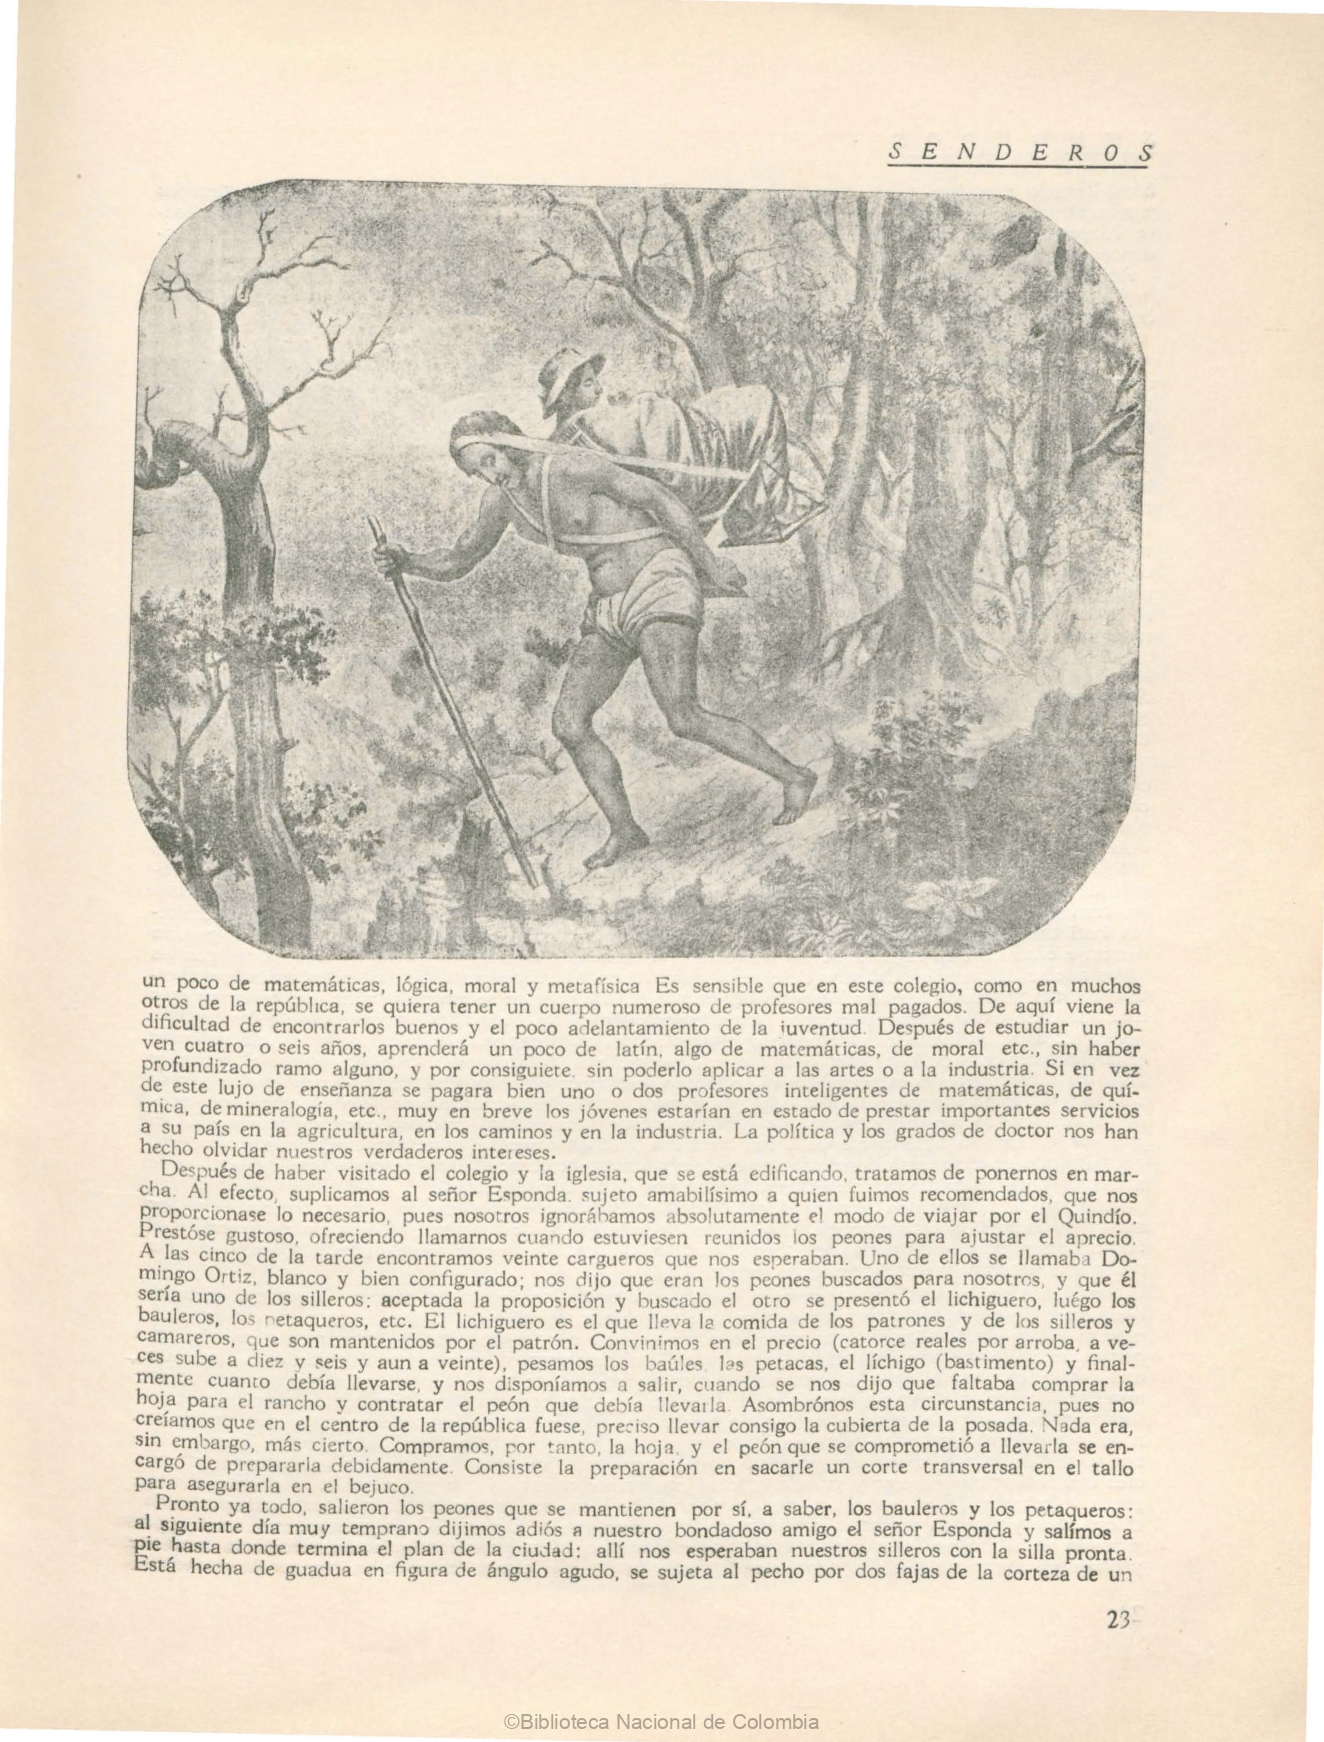 SENDEROS
un poco de matemáticas, lógica, moral y metafísica Es sensible que en este colegio, como en muchos
otros de la república, se quiera tener un cuerpo numeroso de profesores mal pagados. De aquí viene la
dificultad de encontrarlos buenos y el poco adelantamiento de la juventud. Después de estudiar un jo-
ven cuatro o seis años, aprenderá un poco de latín, algo de matemáticas, de moral etc., sin haber
profundizado ramo alguno, y por consiguiete, sin poderlo aplicar a las artes o a la industria. Si en vez
de este lujo de enseñanza se pagara bien uno o dos profesores inteligentes de matemáticas, de quí-
mica, de mineralogía, etc., muy en breve los jóvenes estarían en estado de prestar importantes servicios
a su país en la agricultura, en los caminos y en la industria. La política y los grados de doctor nos han
hecho olvidar nuestros verdaderos intereses.
Después de haber visitado el colegio y la iglesia, que se está edificando, tratamos de ponernos en mar-
cha. Al efecto, suplicamos al señor Esponda, sujeto amabilísimo a quien fuimos recomendados, que nos
proporcionase lo necesario, pues nosotros ignorábamos absolutamente el modo de viajar por el Quindío.
Prestóse gustoso, ofreciendo llamarnos cuando estuviesen reunidos los peones para ajustar el aprecio.
A las cinco de la tarde encontramos veinte cargueros que nos esperaban. Uno de ellos se llamaba Do-
mingo Ortiz, blanco y bien configurado; nos dijo que eran los peones buscados para nosotros, y que él
sería uno de los silleros: aceptada la proposición y buscado el otro se presentó el lichiguero, luégo los
bauleros, los petaqueros, etc. El lichiguero es el que lleva la comida de los patrones y de los silleros y
camareros, que son mantenidos por el patrón. Convinimos en el precio (catorce reales por arroba, a ve-
ces sube a diez y seis y aun a veinte), pesamos los baúles, las petacas, el líchigo (bastimento) y final-
mente cuanto debía llevarse, y nos disponíamos a salir, cuando se nos dijo que faltaba comprar la
hoja para el rancho y contratar el peón que debía llevarla. Asombrónos esta circunstancia, pues no
creíamos que en el centro de la república fuese, preciso llevar consigo la cubierta de la posada. Nada era,
sin embargo, más cierto. Compramos, por tanto, la hoja, y el peón que se comprometió a llevarla se en-
cargó de prepararla debidamente. Consiste la preparación en sacarle un corte transversal en el tallo
para asegurarla en el bejuco.
Pronto ya todo, salieron los peones que se mantienen por sí, a saber, los bauleros y los petaqueros:
al siguiente día muy temprano dijimos adiós a nuestro bondadoso amigo el señor Esponda y salímos a
pie hasta donde termina el plan de la ciudad: allí nos esperaban nuestros silleros con la silla pronta.
Está hecha de guadua en figura de ángulo agudo, se sujeta al pecho por dos fajas de la corteza de un
23
©Biblioteca Nacional de Colombia